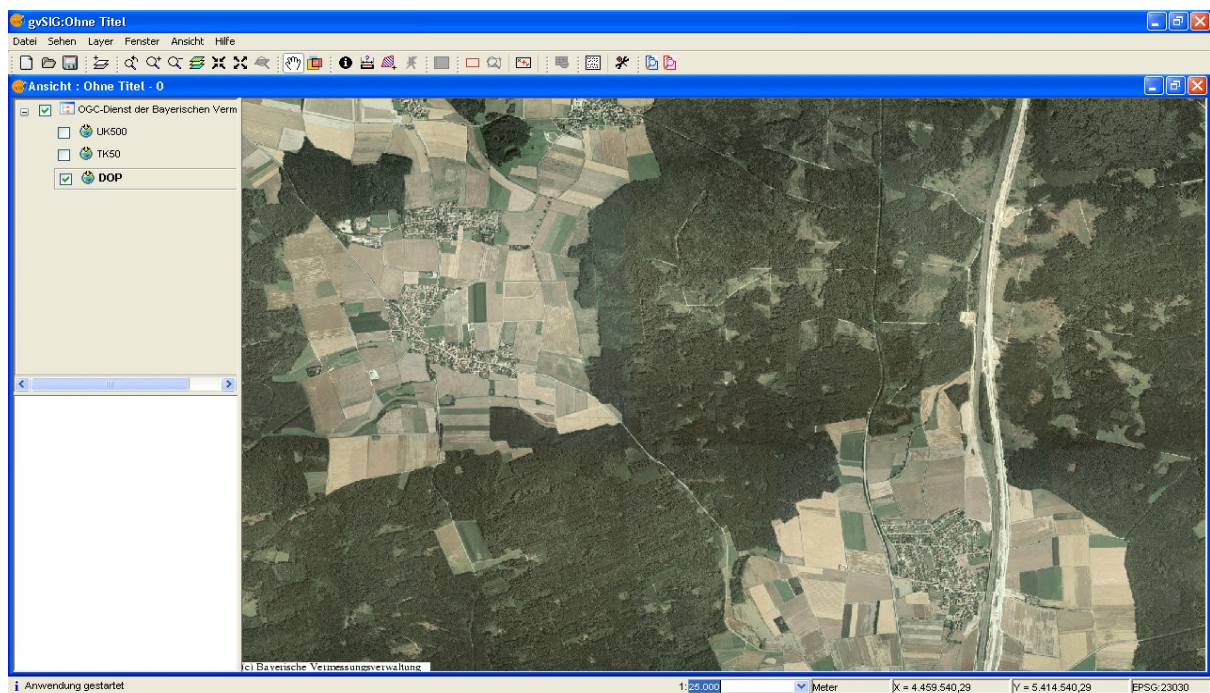 gvSIG:Ohne Titel
Datei Sehen Layer Fenster Ansicht Hilfe
Ansicht : Ohne Titel - 0
OGC-Dienst der Bayerischen Verm
UK500
TK50
DOP
(c) Bayerische Vermessungsverwaltung
Anwendung gestartet 1: 25.000 Meter X = 4.459.540,29 Y = 5.414.540,29 EPSG:23030